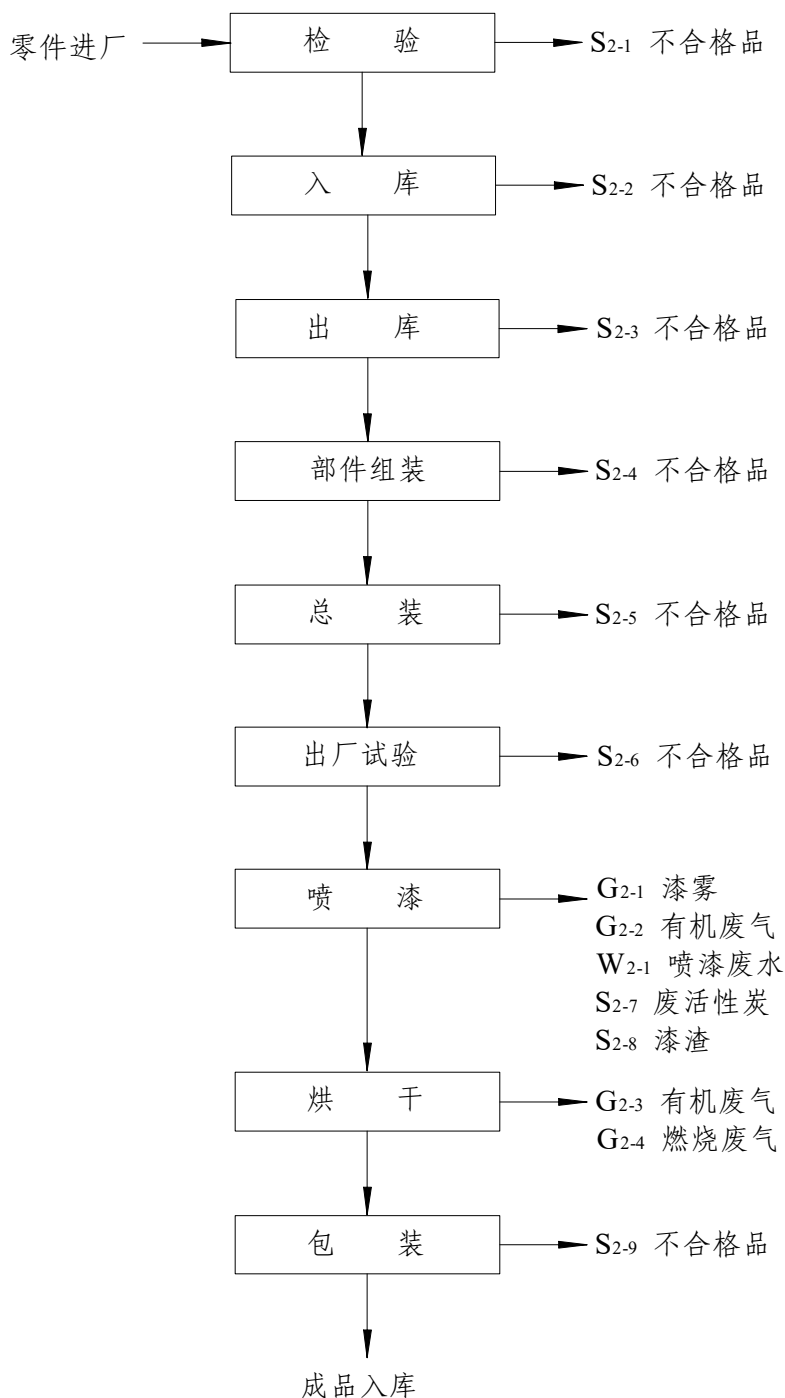 零件进厂
检 验
S2-1 不合格品
入 库
S2-2 不合格品
出 库
S2-3 不合格品
部件组装
S2-4 不合格品
总 装
S2-5 不合格品
出厂试验
S2-6 不合格品
喷 漆
G2-1 漆雾
G2-2 有机废气
W2-1 喷漆废水
S2-7 废活性炭
S2-8 漆渣
烘 干
G2-3 有机废气
G2-4 燃烧废气
包 装
S2-9 不合格品
成品入库